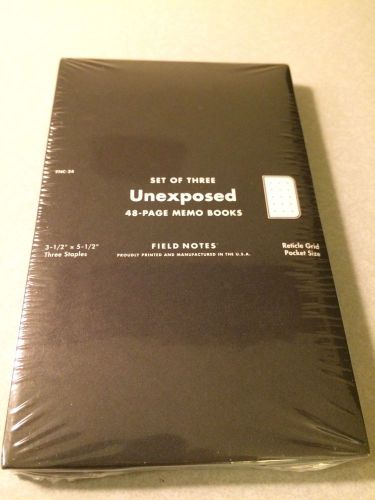 FNC-24
SET OF THREE
Unexposed
48-PAGE MEMO BOOKS
3-1/2" x 5-1/2"
Three Staples
FIELD NOTES
PROUDLY PRINTED AND MANUFACTURED IN THE U.S.A.
Reticle Grid
Pocket Size